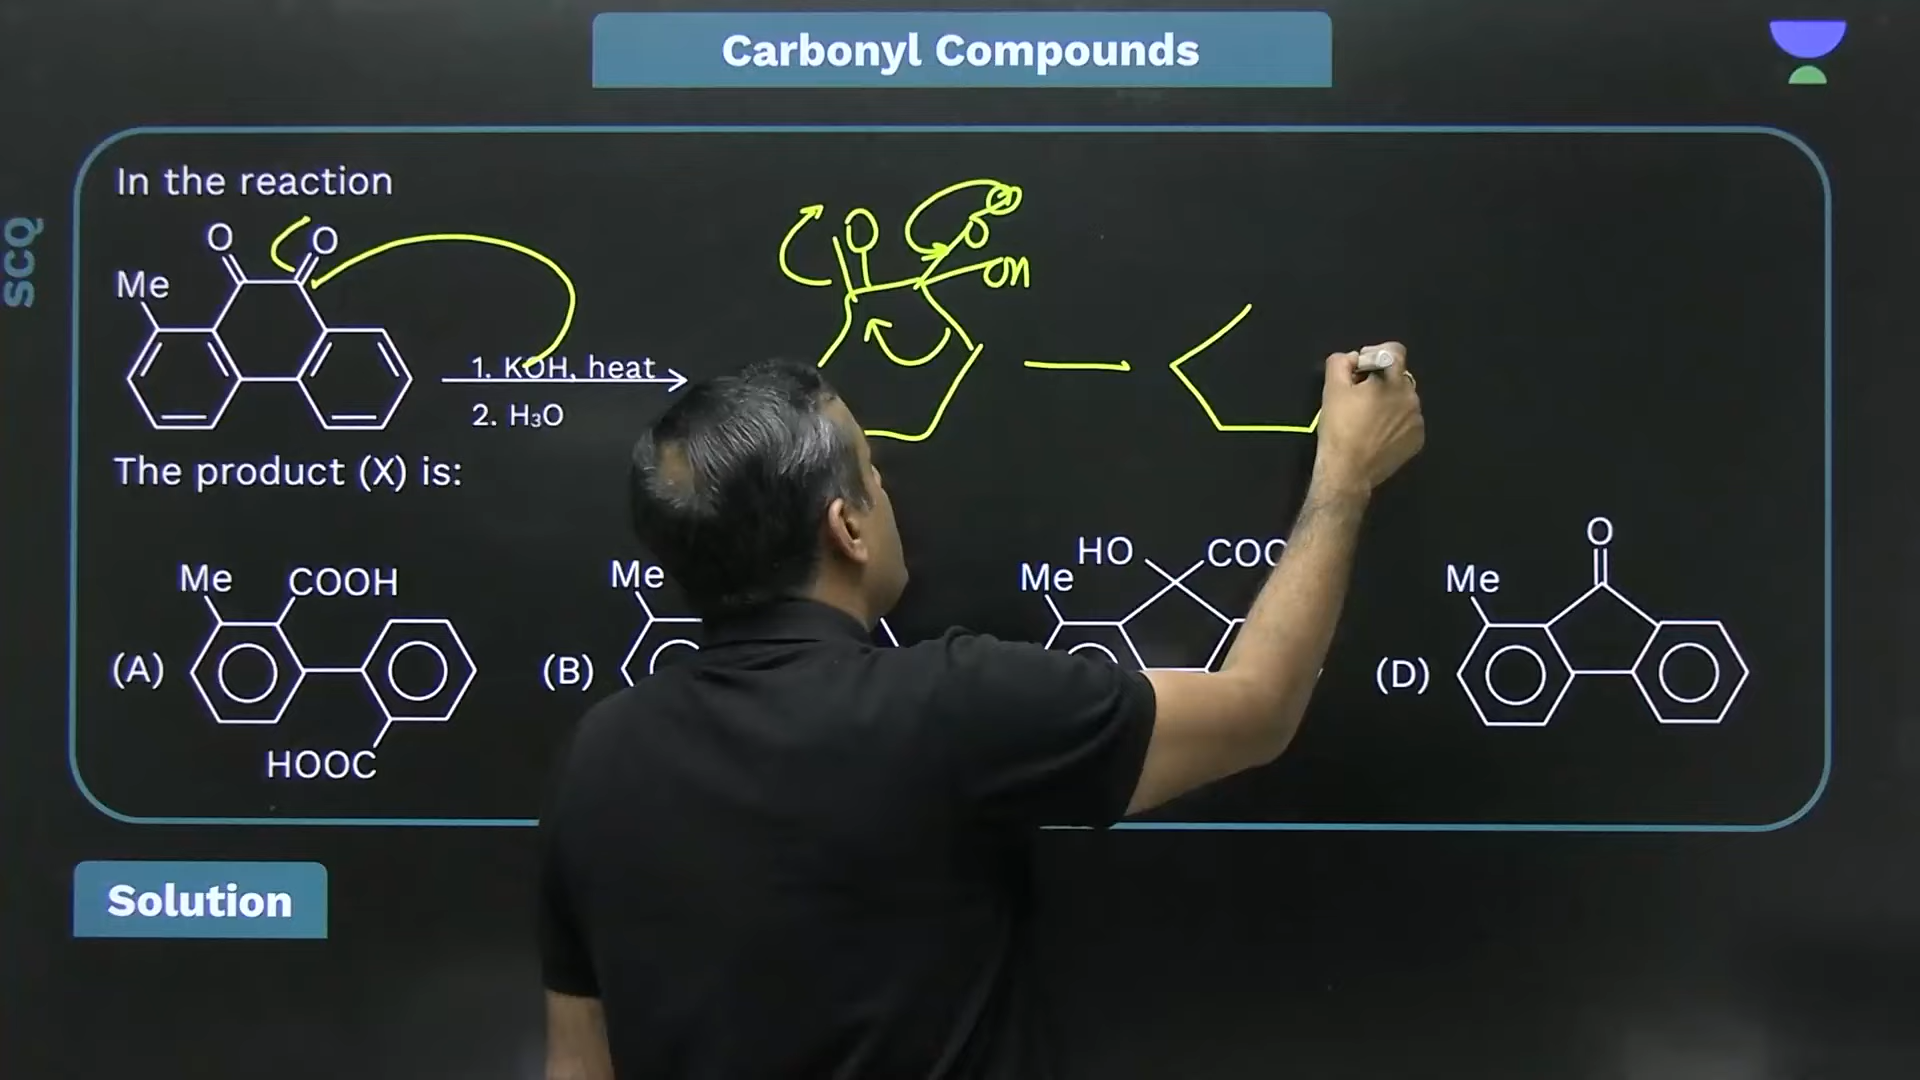 Carbonyl Compounds
SCQ
In the reaction
O O
Me
1. KOH, heat
2. H₃O
O O⊖
OH
The product (X) is:
(A) Me COOH
HOOC
(B) Me
Me HO
(D) Me O
Solution